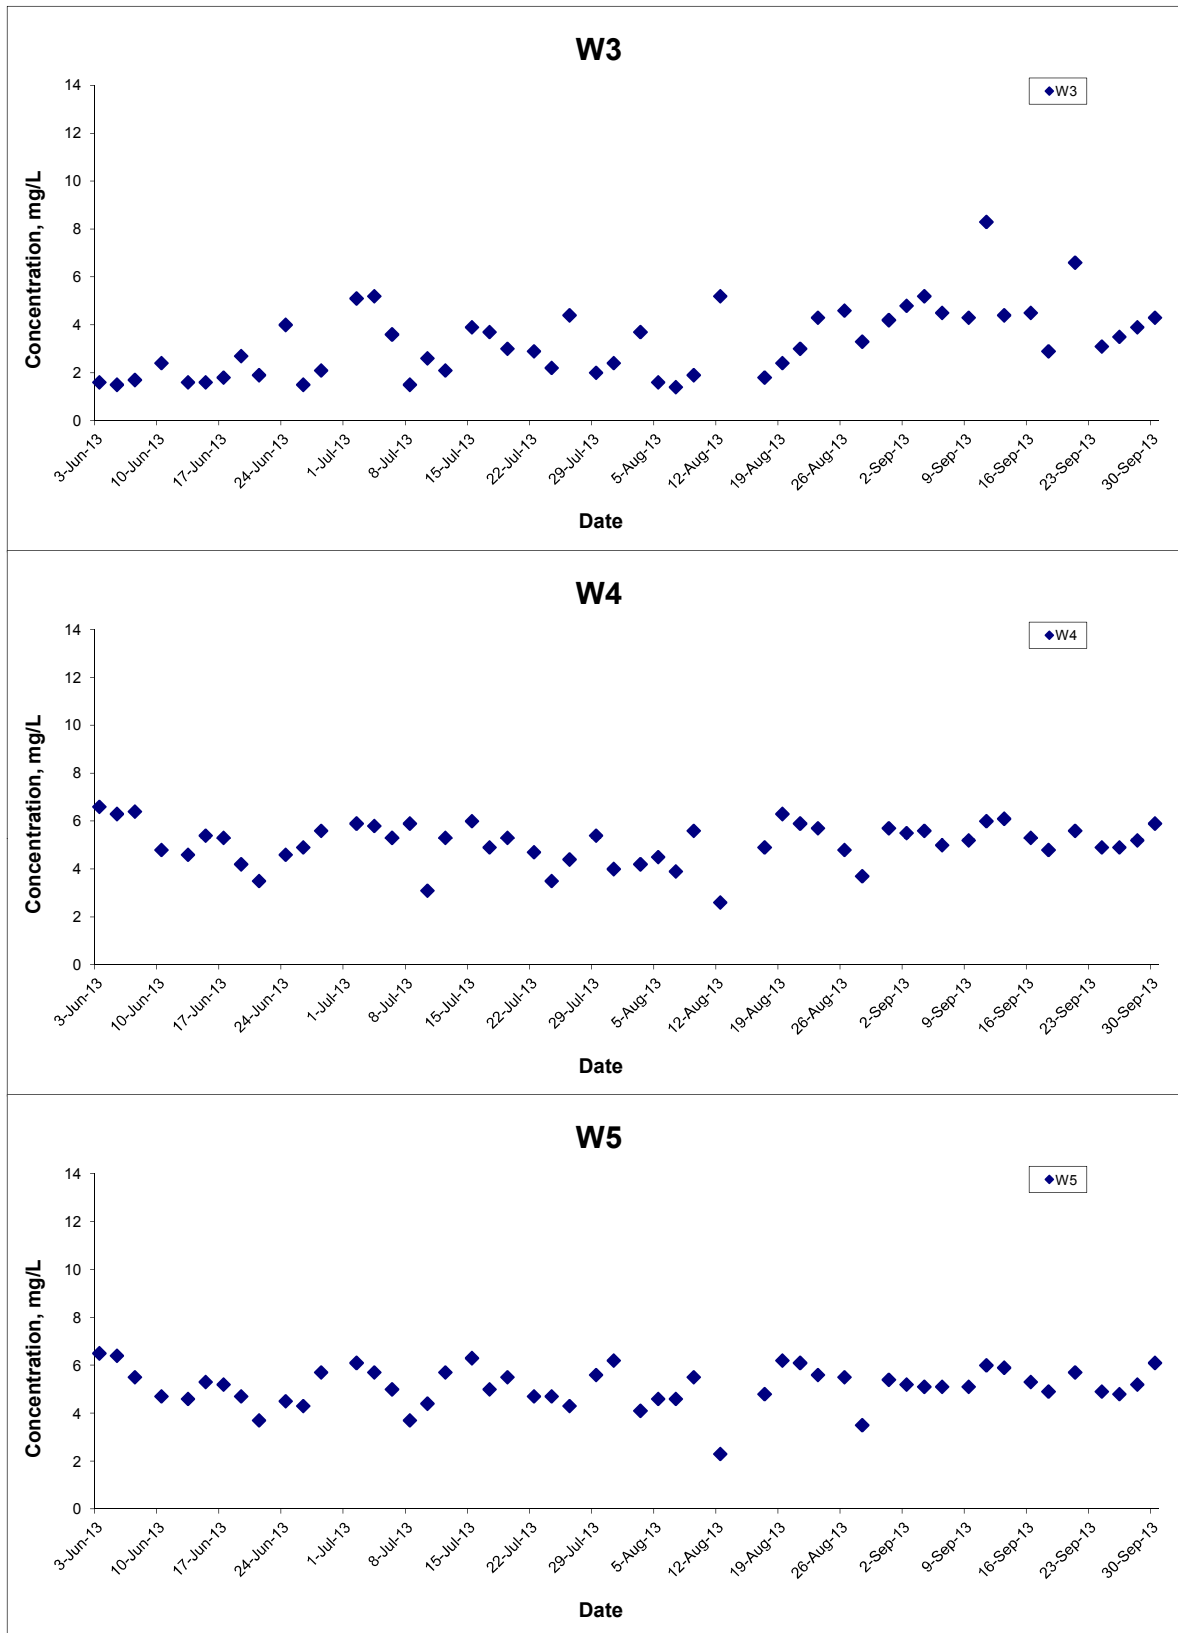 W3
W3
14
12
10
8
6
4
2
0
Concentration, mg/L
3-Jun-13
10-Jun-13
17-Jun-13
24-Jun-13
1-Jul-13
8-Jul-13
15-Jul-13
22-Jul-13
29-Jul-13
5-Aug-13
12-Aug-13
19-Aug-13
26-Aug-13
2-Sep-13
9-Sep-13
16-Sep-13
23-Sep-13
30-Sep-13
Date
W4
W4
14
12
10
8
6
4
2
0
Concentration, mg/L
3-Jun-13
10-Jun-13
17-Jun-13
24-Jun-13
1-Jul-13
8-Jul-13
15-Jul-13
22-Jul-13
29-Jul-13
5-Aug-13
12-Aug-13
19-Aug-13
26-Aug-13
2-Sep-13
9-Sep-13
16-Sep-13
23-Sep-13
30-Sep-13
Date
W5
W5
14
12
10
8
6
4
2
0
Concentration, mg/L
3-Jun-13
10-Jun-13
17-Jun-13
24-Jun-13
1-Jul-13
8-Jul-13
15-Jul-13
22-Jul-13
29-Jul-13
5-Aug-13
12-Aug-13
19-Aug-13
26-Aug-13
2-Sep-13
9-Sep-13
16-Sep-13
23-Sep-13
30-Sep-13
Date